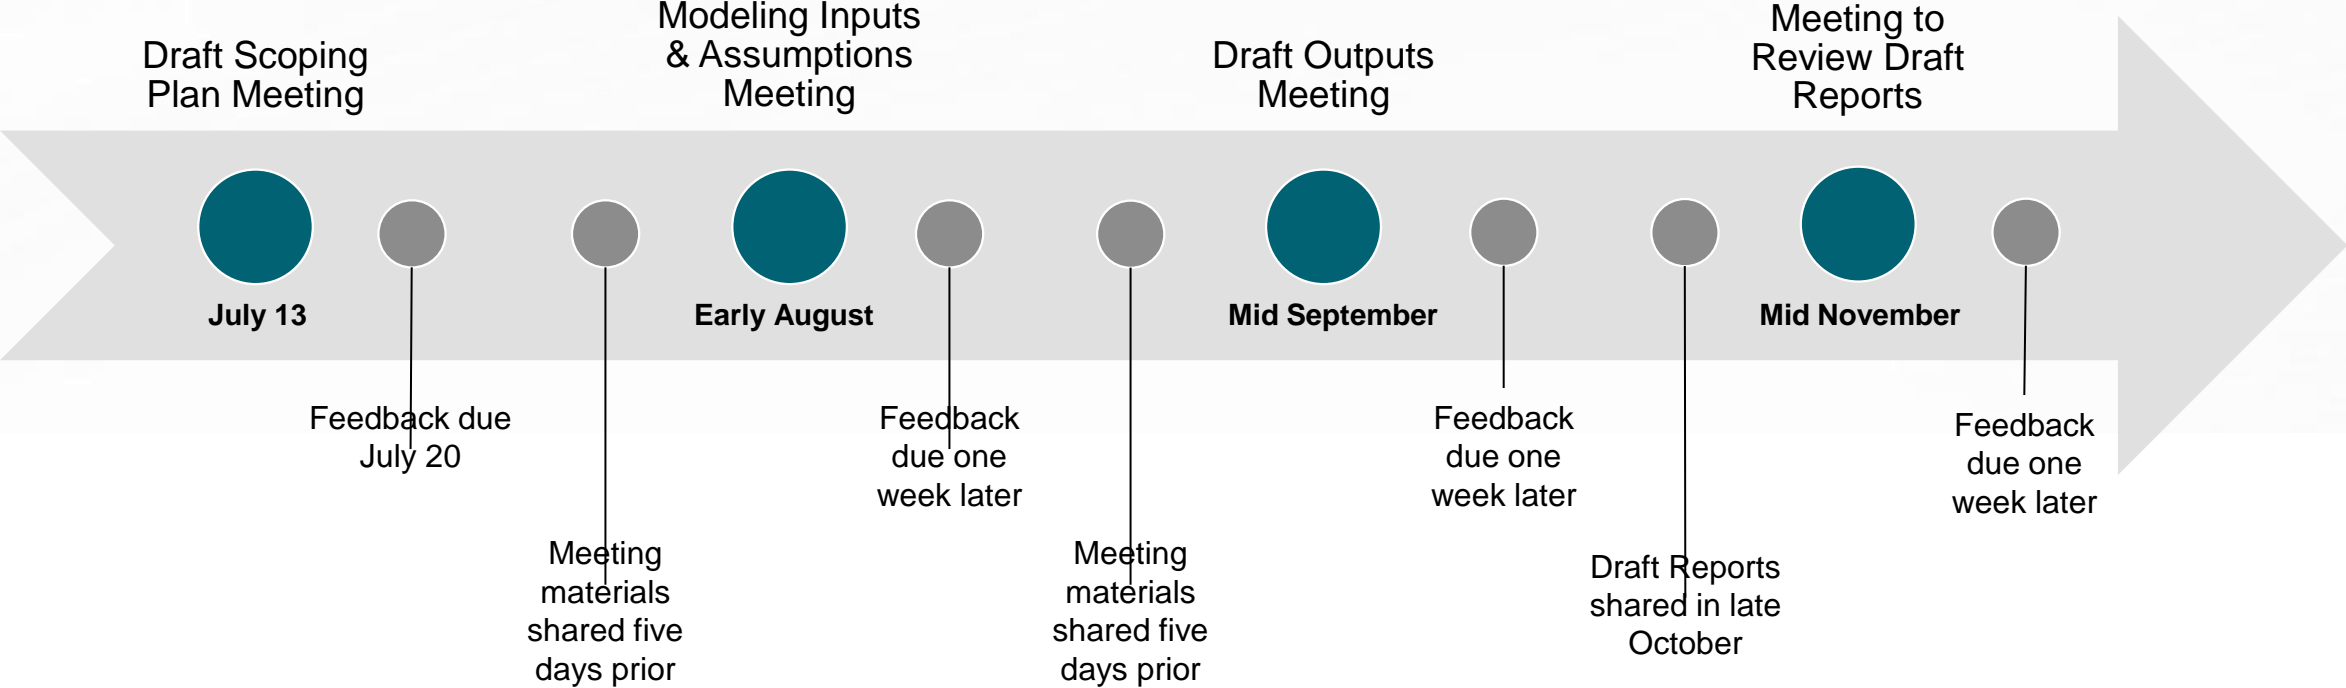 Draft Scoping
Plan Meeting
Modeling Inputs
& Assumptions
Meeting
Draft Outputs
Meeting
Meeting to
Review Draft
Reports
July 13
Early August
Mid September
Mid November
Feedback due
July 20
Meeting
materials
shared five
days prior
Feedback
due one
week later
Meeting
materials
shared five
days prior
Feedback
due one
week later
Draft Reports
shared in late
October
Feedback
due one
week later